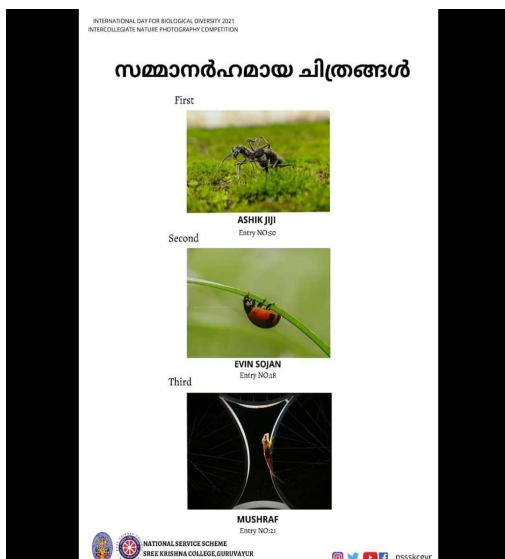 INTERNATIONAL DAY FOR BIOLOGICAL DIVERSITY 2021
INTERCOLLEGIATE NATURE PHOTOGRAPHY COMPETITION
സമ്മാനർഹമായ ചിത്രങ്ങൾ
First
ASHIK JIJI
Entry NO:50
Second
EVIN SOJAN
Entry NO:18
Third
MUSHRAF
Entry NO:21
NATIONAL SERVICE SCHEME
SREE KRISHNA COLLEGE,GURUVAYUR
nssskcgvr